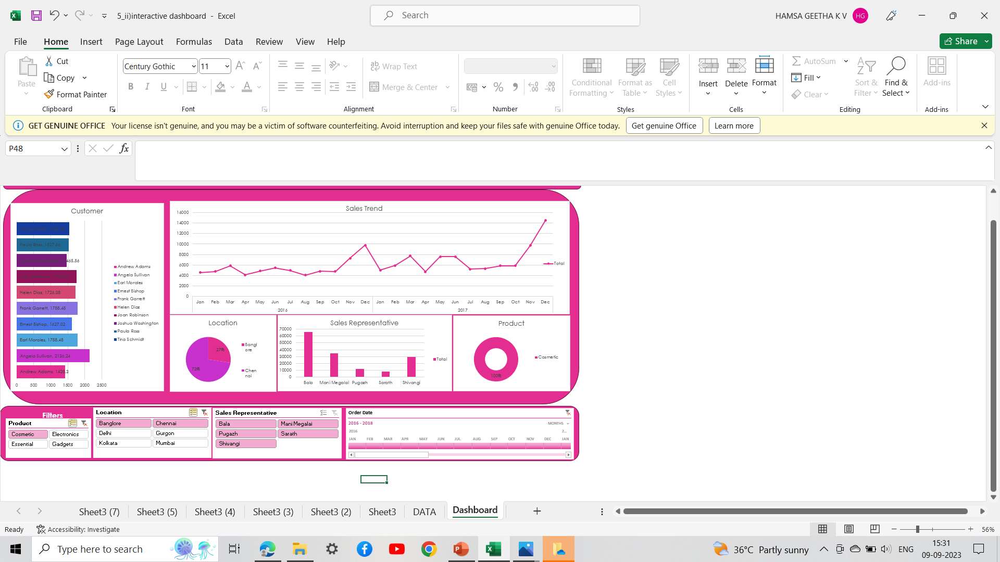 5_ii)interactive dashboard - Excel
Search
HAMSA GEETHA K V
HG
File Home Insert Page Layout Formulas Data Review View Help
Share
Paste
Cut
Copy
Format Painter
Clipboard
Century Gothic 11
B I U
Font
Wrap Text
Merge & Center
Alignment
Number
Conditional Formatting
Format as Table
Cell Styles
Styles
Insert Delete Format
Cells
AutoSum
Fill
Clear
Sort & Filter
Find & Select
Editing
Add-ins
Add-ins
GET GENUINE OFFICE Your license isn't genuine, and you may be a victim of software counterfeiting. Avoid interruption and keep your files safe with genuine Office today. Get genuine Office Learn more
P48
fx
Customer
Paula Ross, 1527.66
465.56
Helen Diaz, 1726.38
Frank Garrett, 1788.48
Ernest Bishop, 1627.02
Earl Morales, 1788.48
Angela Sullivan, 2136.24
Andrew Adams, 1428.3
0 500 1000 1500 2000 2500
Andrew Adams
Angela Sullivan
Earl Morales
Ernest Bishop
Frank Garrett
Helen Diaz
Joan Robinson
Joshua Washington
Paula Ross
Tina Schmidt
Sales Trend
16000
14000
12000
10000
8000
6000
4000
2000
0
Jan Feb Mar Apr May Jun Jul Aug Sep Oct Nov Dec Jan Feb Mar Apr May Jun Jul Aug Sep Oct Nov Dec
2016 2017
Total
Location
27%
73%
Bangl
ore
Chen
nai
Sales Representative
70000
60000
50000
40000
30000
20000
10000
0
Bala Mani Megalai Pugazh Sarath Shivangi
Total
Product
100%
Cosmetic
Filters
Product
Cosmetic Electronics
Essential Gadgets
Location
Banglore Chennai
Delhi Gurgon
Kolkata Mumbai
Sales Representative
Bala Mani Megalai
Pugazh Sarath
Shivangi
Order Date
2016 - 2018 MONTHS
2016 2...
JAN FEB MAR APR MAY JUN JUL AUG SEP OCT NOV DEC JAN
Sheet3 (7) Sheet3 (5) Sheet3 (4) Sheet3 (3) Sheet3 (2) Sheet3 DATA Dashboard
Ready Accessibility: Investigate
56%
Type here to search
36°C Partly sunny
ENG
15:31
09-09-2023